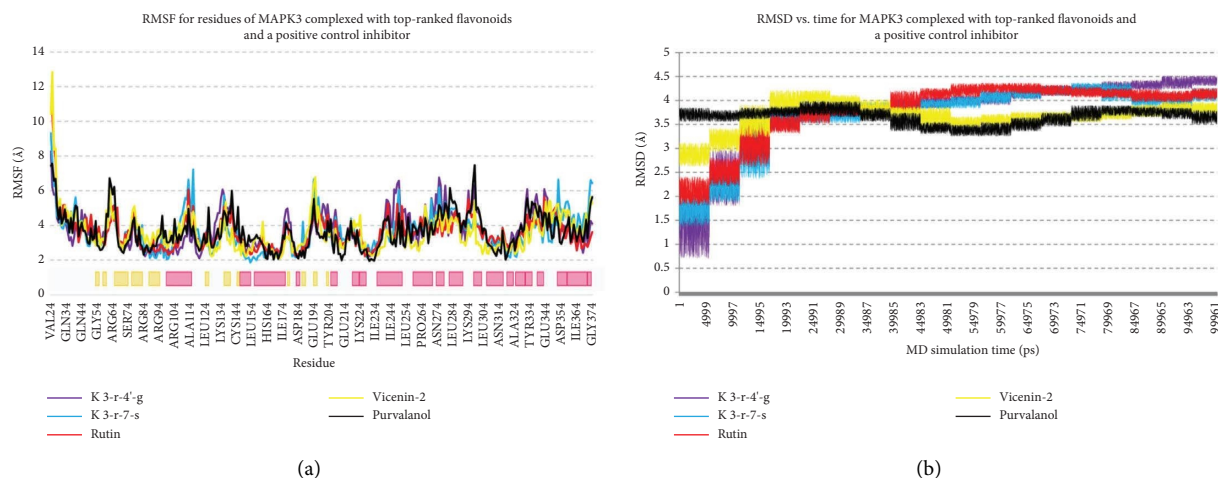 RMSF for residues of MAPK3 complexed with top-ranked flavonoids
and a positive control inhibitor
14
12
10
8
6
4
2
0
RMSF (Å)
VAL24
GLN34
GLN44
GLY54
ARG64
SER74
ARG84
ARG94
ARG104
ALA114
LEU124
LYS134
CYS144
LEU154
HIS164
ILE174
ASP184
GLU194
TYR204
GLU214
LYS224
ILE234
ILE244
LEU254
PRO264
ASN274
LEU284
LYS294
LEU304
ASN314
ALA324
TYR334
GLU344
ASP354
ILE364
GLY374
Residue
K 3-r-4'-g
K 3-r-7-s
Rutin
Vicenin-2
Purvalanol
(a)
RMSD vs. time for MAPK3 complexed with top-ranked flavonoids and
a positive control inhibitor
5
4.5
4
3.5
3
2.5
2
1.5
1
0.5
0
RMSD (Å)
1
4999
9997
14995
19993
24991
29989
34987
39985
44983
49981
54979
59977
64975
69973
74971
79969
84967
89965
94963
99961
MD simulation time (ps)
K 3-r-4'-g
K 3-r-7-s
Rutin
Vicenin-2
Purvalanol
(b)